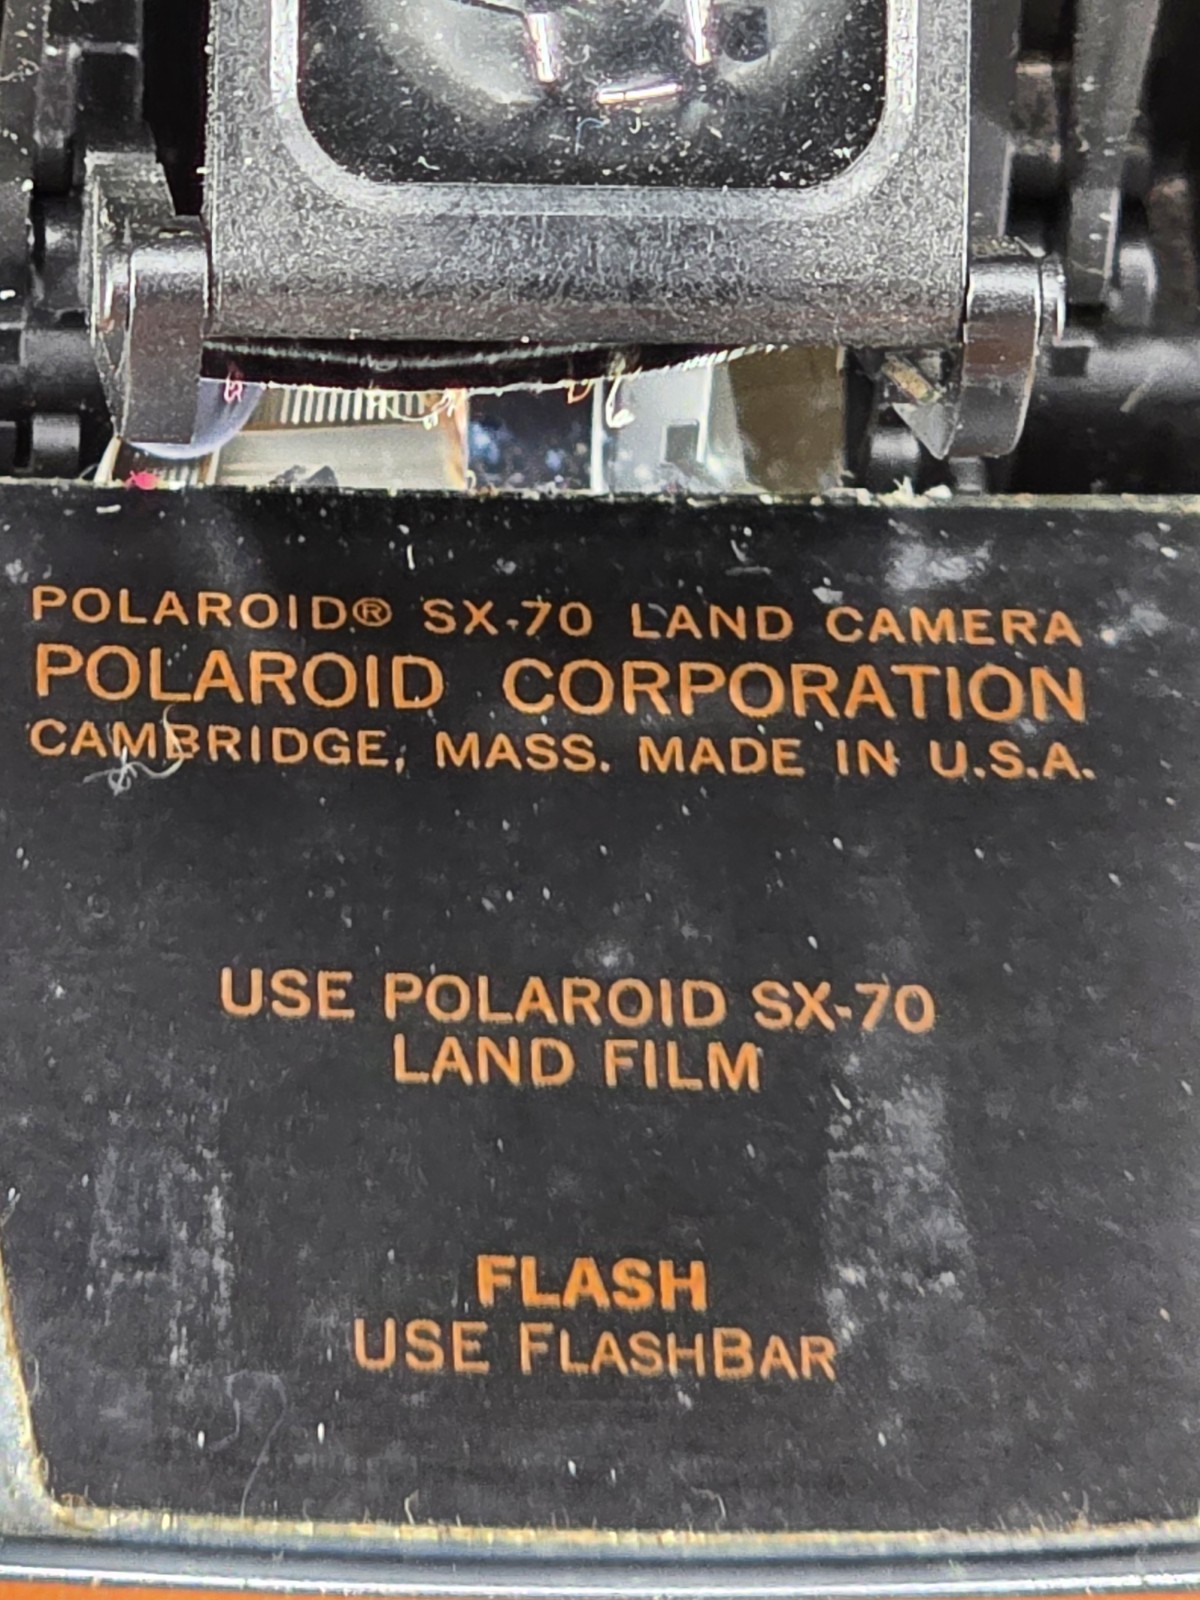 POLAROID® SX-70 LAND CAMERA
POLAROID CORPORATION
CAMBRIDGE, MASS. MADE IN U.S.A.
USE POLAROID SX-70
LAND FILM
FLASH
USE FLASHBAR